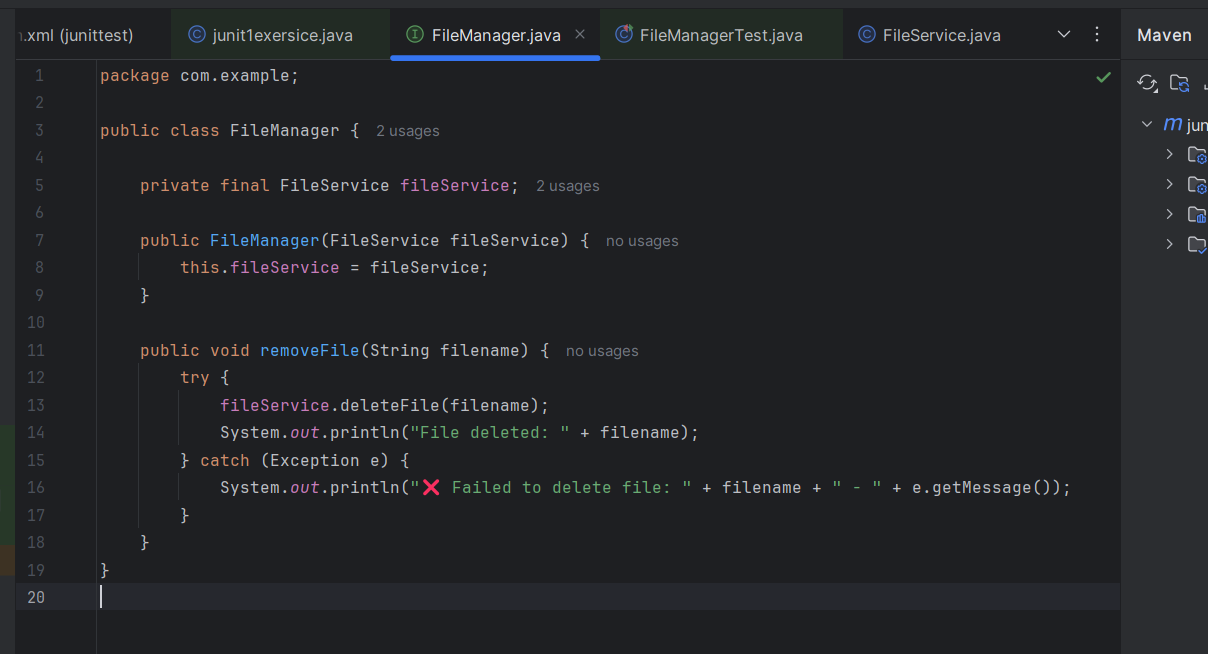 .xml (junittest)
junit1exersice.java
FileManager.java
FileManagerTest.java
FileService.java
Maven
1 package com.example;
2
3 public class FileManager { 2 usages
4
5 private final FileService fileService; 2 usages
6
7 public FileManager(FileService fileService) { no usages
8 this.fileService = fileService;
9 }
10
11 public void removeFile(String filename) { no usages
12 try {
13 fileService.deleteFile(filename);
14 System.out.println("File deleted: " + filename);
15 } catch (Exception e) {
16 System.out.println("❌ Failed to delete file: " + filename + " - " + e.getMessage());
17 }
18 }
19 }
20
m jun